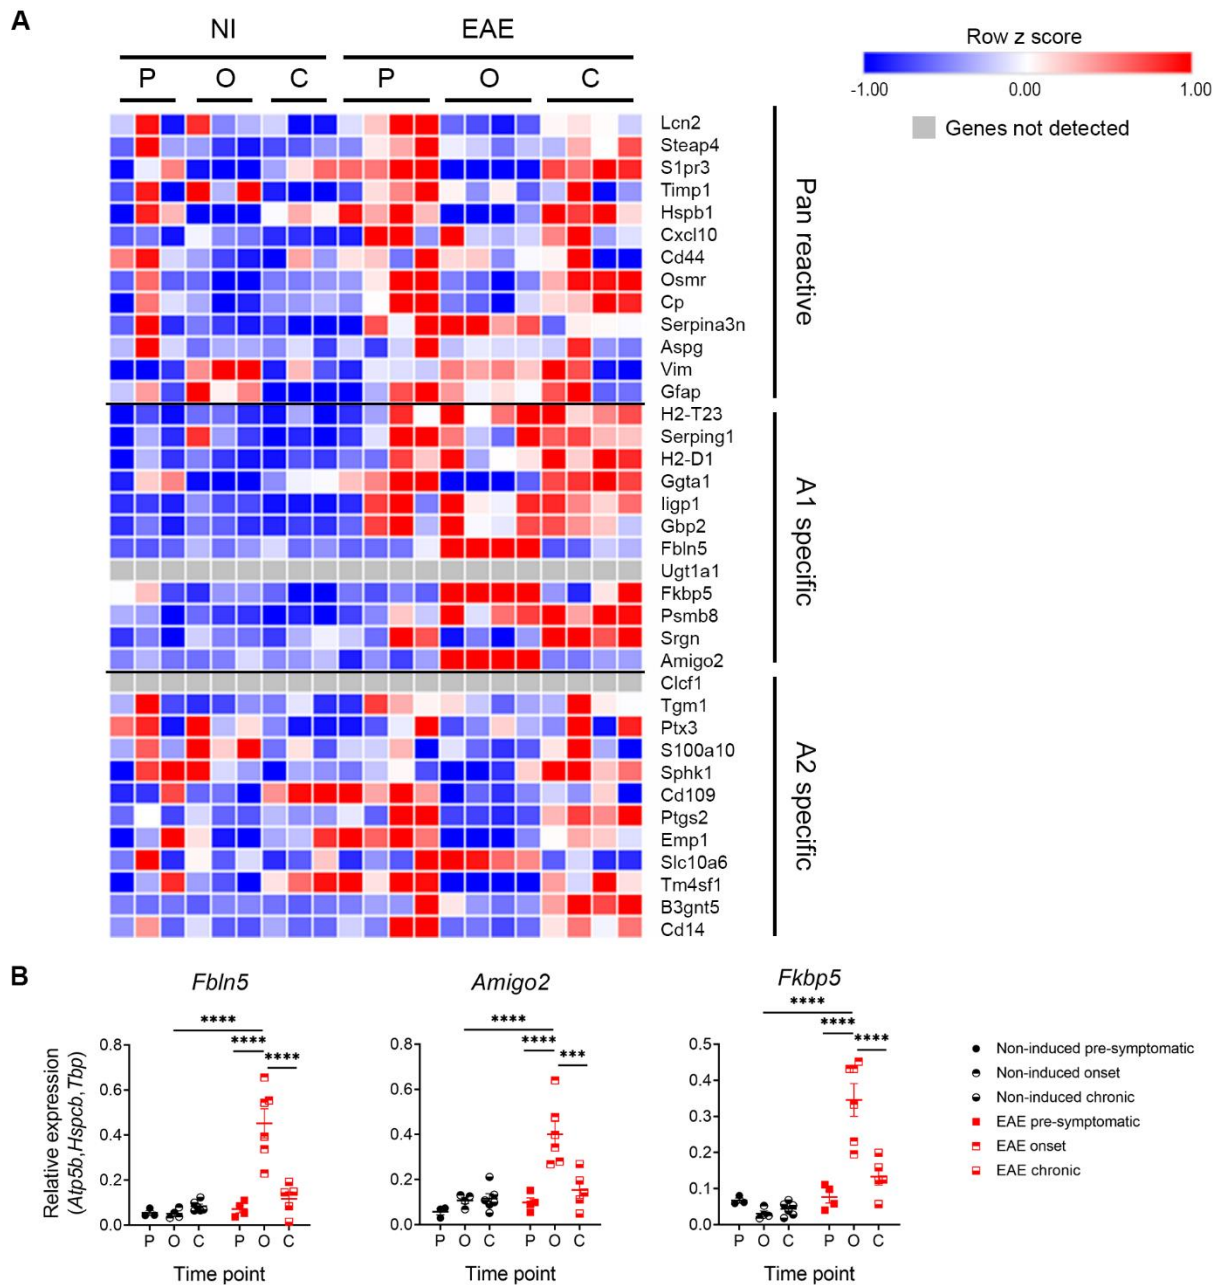 A
NI EAE
P O C P O C
Row z score
-1.00 0.00 1.00
Genes not detected
Lcn2
Steap4
S1pr3
Timp1
Hspb1
Cxcl10
Cd44
Osmr
Cp
Serpina3n
Aspg
Vim
Gfap
Pan reactive
H2-T23
Serping1
H2-D1
Ggta1
Iigp1
Gbp2
Fbln5
Ugt1a1
Fkbp5
Psmb8
Srgn
Amigo2
A1 specific
Clcf1
Tgm1
Ptx3
S100a10
Sphk1
Cd109
Ptgs2
Emp1
Slc10a6
Tm4sf1
B3gnt5
Cd14
A2 specific
B
Relative expression
(Atp5b,Hspcb,Tbp)
Fbln5
****
****
****
0.8
0.6
0.4
0.2
0.0
P O C P O C
Time point
Amigo2
****
****
***
0.8
0.6
0.4
0.2
0.0
P O C P O C
Time point
Fkbp5
****
****
****
0.5
0.4
0.3
0.2
0.1
0.0
P O C P O C
Time point
Non-induced pre-symptomatic
Non-induced onset
Non-induced chronic
EAE pre-symptomatic
EAE onset
EAE chronic